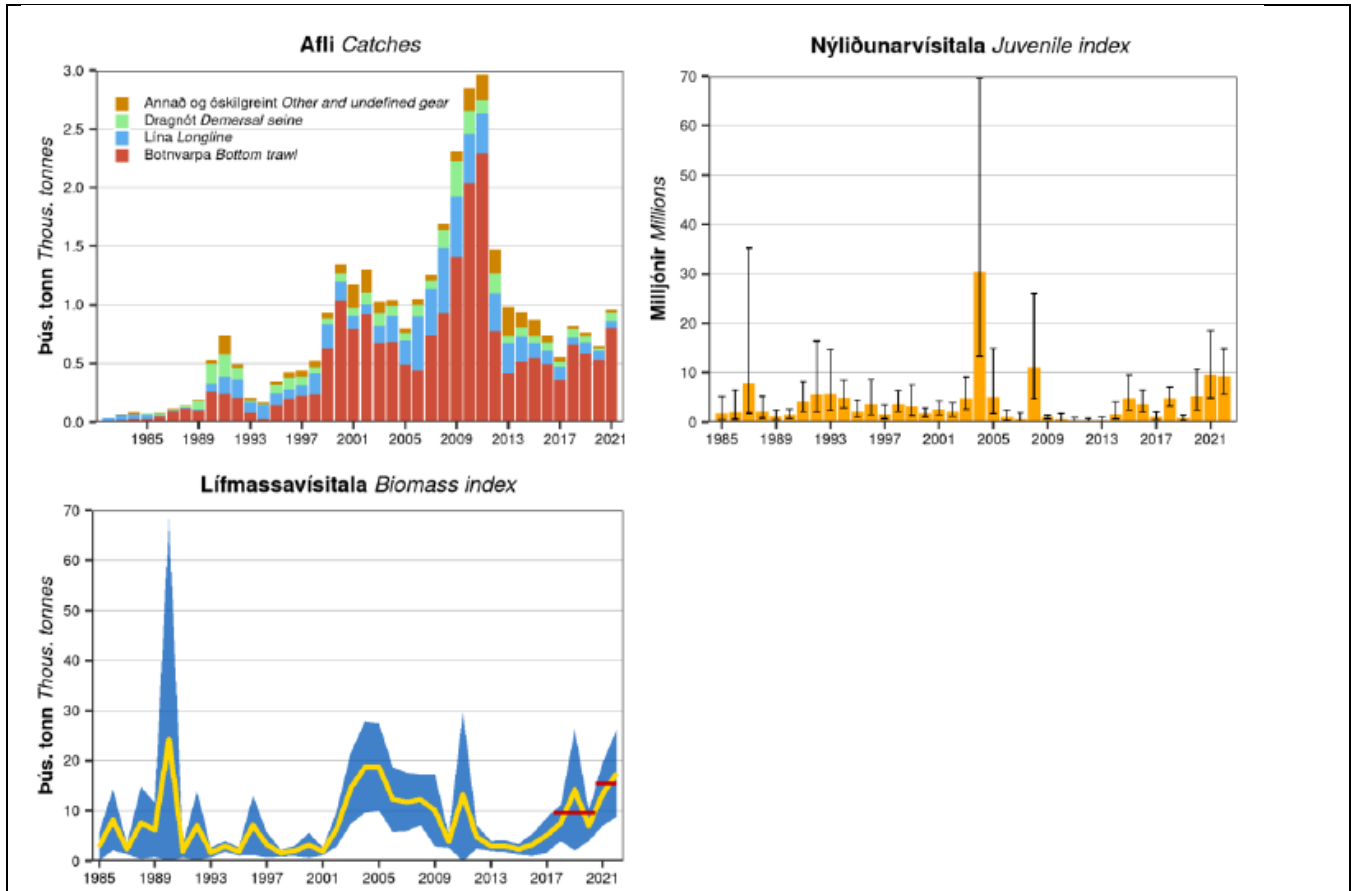 Afli Catches
Þús. tonn Thous. tonnes
3.0
2.5
2.0
1.5
1.0
0.5
0.0
Annað og óskilgreint Other and undefined gear
Dragnót Demersal seine
Lína Longline
Botnvarpa Bottom trawl
1985 1989 1993 1997 2001 2005 2009 2013 2017 2021
Nýliðunarvísitala Juvenile index
Milljónir Millions
70
60
50
40
30
20
10
0
1985 1989 1993 1997 2001 2005 2009 2013 2017 2021
Lífmassavísitala Biomass index
Þús. tonn Thous. tonnes
70
60
50
40
30
20
10
0
1985 1989 1993 1997 2001 2005 2009 2013 2017 2021